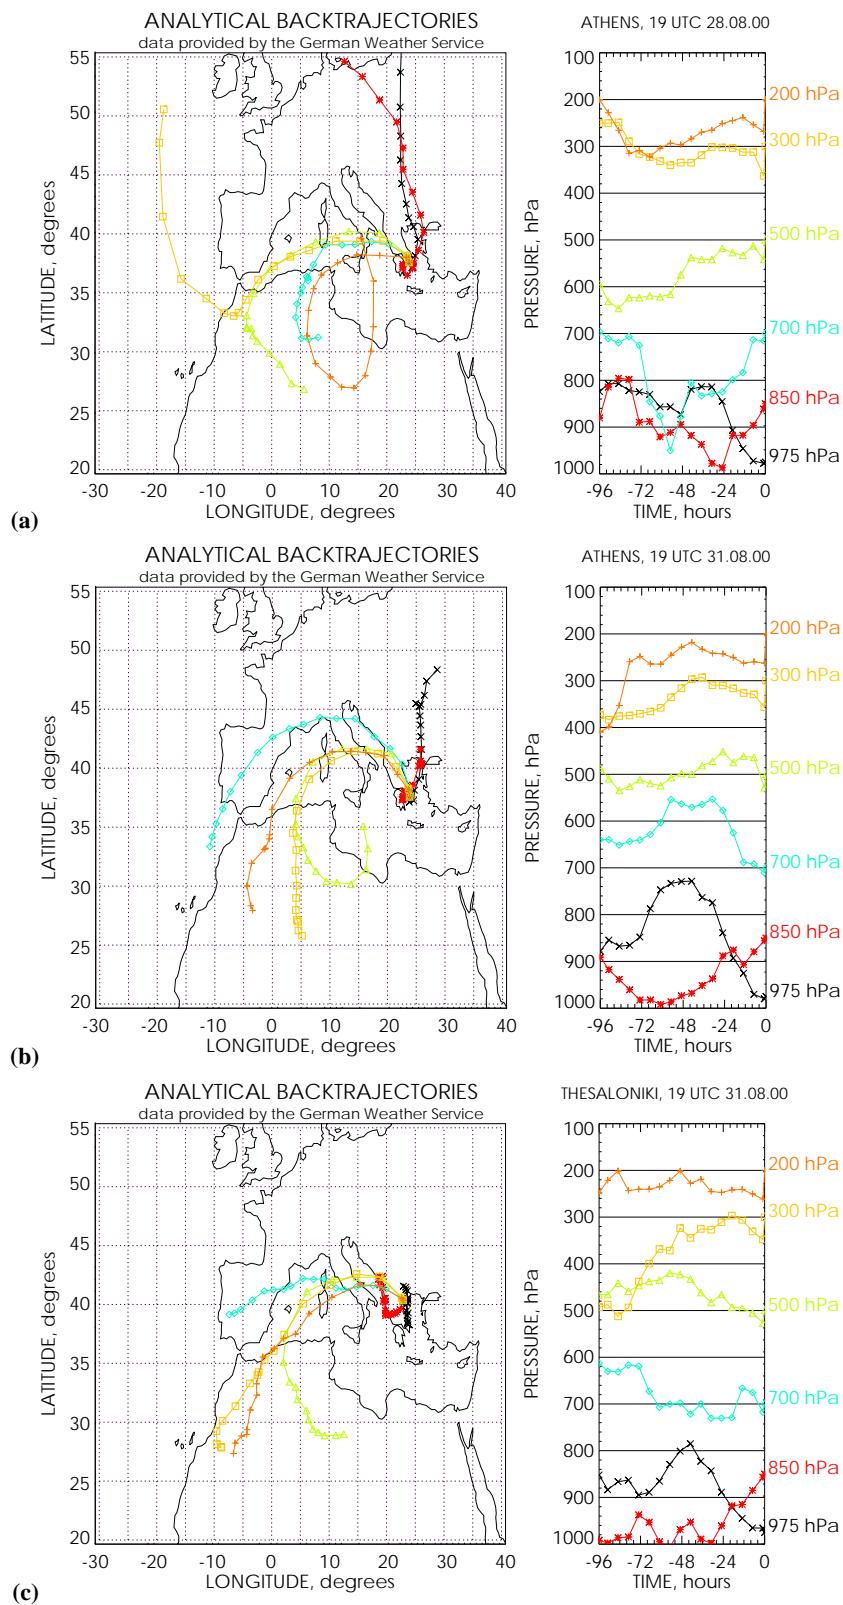 ANALYTICAL BACKTRAJECTORIES
data provided by the German Weather Service
ATHENS, 19 UTC 28.08.00
LATITUDE, degrees
55
50
45
40
35
30
25
20
-30 -20 -10 0 10 20 30 40
LONGITUDE, degrees
PRESSURE, hPa
100
200
300
400
500
600
700
800
900
1000
-96 -72 -48 -24 0
TIME, hours
200 hPa
300 hPa
500 hPa
700 hPa
850 hPa
975 hPa
(a)
ANALYTICAL BACKTRAJECTORIES
data provided by the German Weather Service
ATHENS, 19 UTC 31.08.00
LATITUDE, degrees
55
50
45
40
35
30
25
20
-30 -20 -10 0 10 20 30 40
LONGITUDE, degrees
PRESSURE, hPa
100
200
300
400
500
600
700
800
900
1000
-96 -72 -48 -24 0
TIME, hours
200 hPa
300 hPa
500 hPa
700 hPa
850 hPa
975 hPa
(b)
ANALYTICAL BACKTRAJECTORIES
data provided by the German Weather Service
THESALONIKI, 19 UTC 31.08.00
LATITUDE, degrees
55
50
45
40
35
30
25
20
-30 -20 -10 0 10 20 30 40
LONGITUDE, degrees
PRESSURE, hPa
100
200
300
400
500
600
700
800
900
1000
-96 -72 -48 -24 0
TIME, hours
200 hPa
300 hPa
500 hPa
700 hPa
850 hPa
975 hPa
(c)